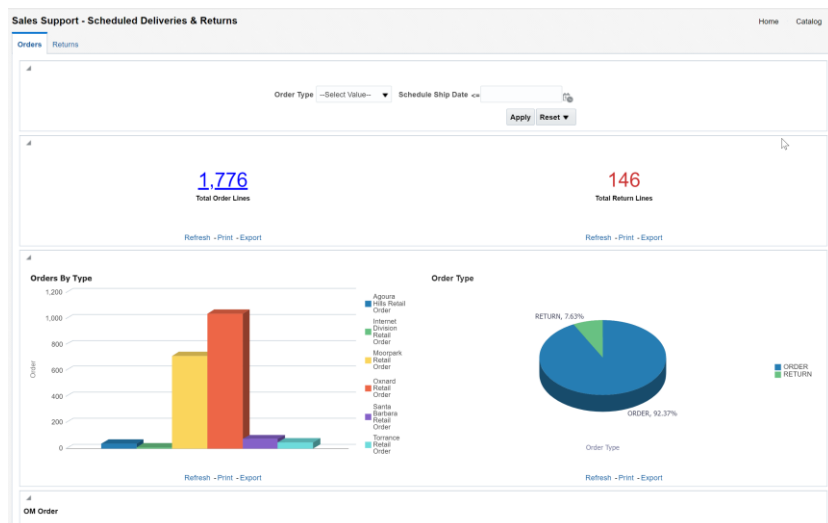 Sales Support - Scheduled Deliveries & Returns
Home Catalog
Orders Returns
Order Type --Select Value-- Schedule Ship Date <=
Apply Reset
1,776
Total Order Lines
Refresh - Print - Export
146
Total Return Lines
Refresh - Print - Export
Orders By Type
1,200
1,000
800
600
400
200
0
Order
Agoura
Hills Retail
Order
Internet
Division
Retail
Order
Moorpark
Retail
Order
Oxnard
Retail
Order
Santa
Barbara
Retail
Order
Torrance
Retail
Order
Refresh - Print - Export
Order Type
RETURN, 7.63%
ORDER, 92.37%
Order Type
ORDER
RETURN
Refresh - Print - Export
OM Order